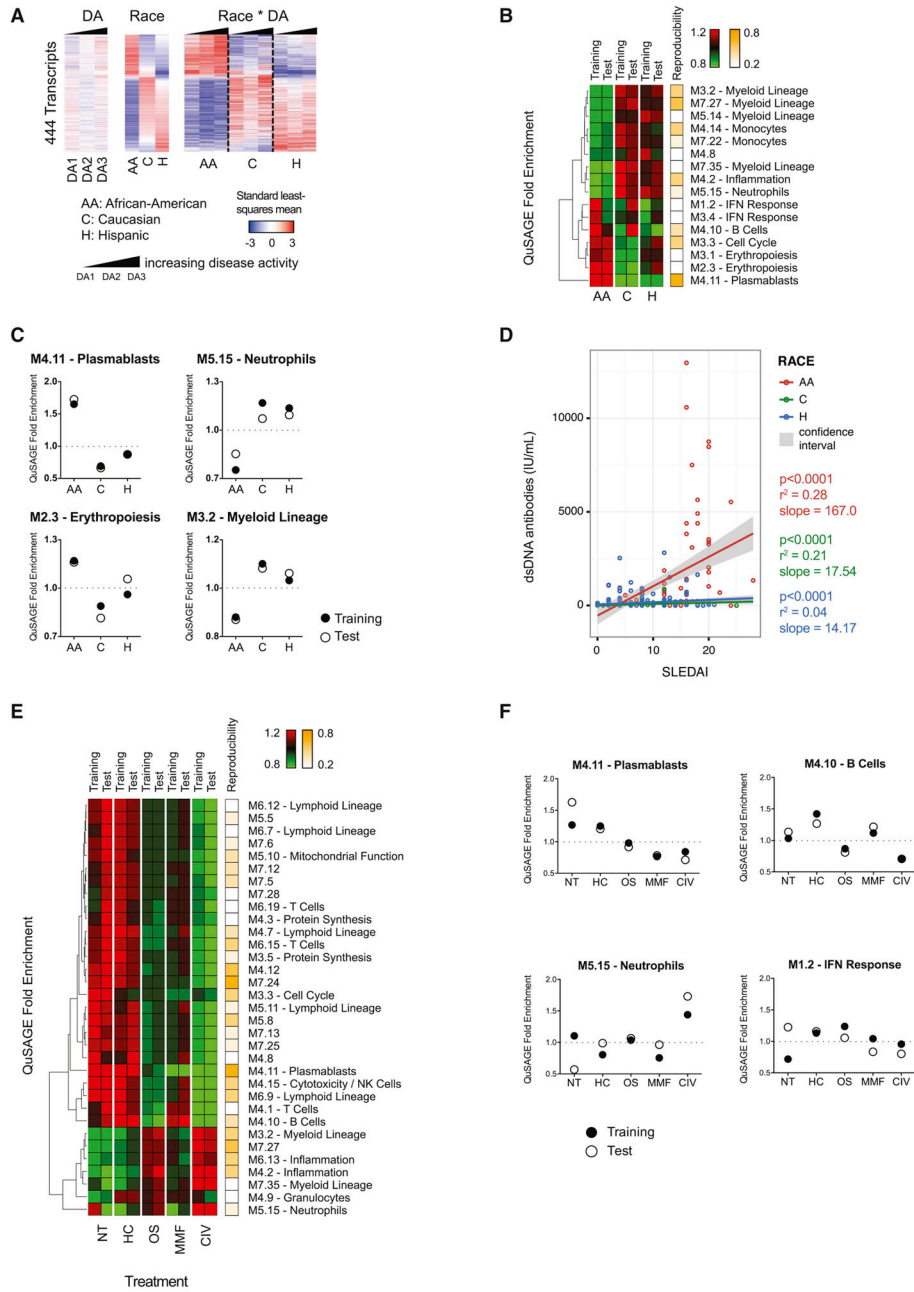 A
DA
Race
Race * DA
444 Transcripts
DA1
DA2
DA3
AA
C
H
AA
C
H
AA: African-American
C: Caucasian
H: Hispanic
Standard least-
squares mean
-3
3
increasing disease activity
DA1 DA2 DA3
B
1.2
0.8
0.8
0.2
Training
Test
Training
Test
Training
Test
Reproducibility
QuSAGE Fold Enrichment
M3.2 - Myeloid Lineage
M7.27 - Myeloid Lineage
M5.14 - Myeloid Lineage
M4.14 - Monocytes
M7.22 - Monocytes
M4.8
M7.35 - Myeloid Lineage
M4.2 - Inflammation
M5.15 - Neutrophils
M1.2 - IFN Response
M3.4 - IFN Response
M4.10 - B Cells
M3.3 - Cell Cycle
M3.1 - Erythropoiesis
M2.3 - Erythropoiesis
M4.11 - Plasmablasts
AA
C
H
C
M4.11 - Plasmablasts
QuSAGE Fold Enrichment
2.0
1.5
1.0
0.5
AA
C
H
M5.15 - Neutrophils
QuSAGE Fold Enrichment
1.3
1.0
0.7
AA
C
H
M2.3 - Erythropoiesis
QuSAGE Fold Enrichment
1.3
1.0
0.7
AA
C
H
M3.2 - Myeloid Lineage
QuSAGE Fold Enrichment
1.2
1.0
0.8
AA
C
H
Training
Test
D
dsDNA antibodies (IU/mL)
10000
5000
0
0
10
20
SLEDAI
RACE
AA
C
H
confidence
interval
p<0.0001
r² = 0.28
slope = 167.0
p<0.0001
r² = 0.21
slope = 17.54
p<0.0001
r² = 0.04
slope = 14.17
E
1.2
0.8
0.8
0.2
Training
Test
Training
Test
Training
Test
Training
Test
Training
Test
Reproducibility
QuSAGE Fold Enrichment
M6.12 - Lymphoid Lineage
M5.5
M6.7 - Lymphoid Lineage
M7.6
M5.10 - Mitochondrial Function
M7.12
M7.5
M7.28
M6.19 - T Cells
M4.3 - Protein Synthesis
M4.7 - Lymphoid Lineage
M6.15 - T Cells
M3.5 - Protein Synthesis
M4.12
M7.24
M3.3 - Cell Cycle
M5.11 - Lymphoid Lineage
M5.8
M7.13
M7.25
M4.8
M4.11 - Plasmablasts
M4.15 - Cytotoxicity / NK Cells
M6.9 - Lymphoid Lineage
M4.1 - T Cells
M4.10 - B Cells
M3.2 - Myeloid Lineage
M7.27
M6.13 - Inflammation
M4.2 - Inflammation
M7.35 - Myeloid Lineage
M4.9 - Granulocytes
M5.15 - Neutrophils
NT
HC
OS
MMF
CIV
Treatment
F
M4.11 - Plasmablasts
QuSAGE Fold Enrichment
2.0
1.5
1.0
0.5
NT
HC
OS
MMF
CIV
M4.10 - B Cells
QuSAGE Fold Enrichment
2.0
1.5
1.0
0.5
NT
HC
OS
MMF
CIV
M5.15 - Neutrophils
QuSAGE Fold Enrichment
2.0
1.5
1.0
0.5
NT
HC
OS
MMF
CIV
M1.2 - IFN Response
QuSAGE Fold Enrichment
2.0
1.5
1.0
0.5
NT
HC
OS
MMF
CIV
Training
Test